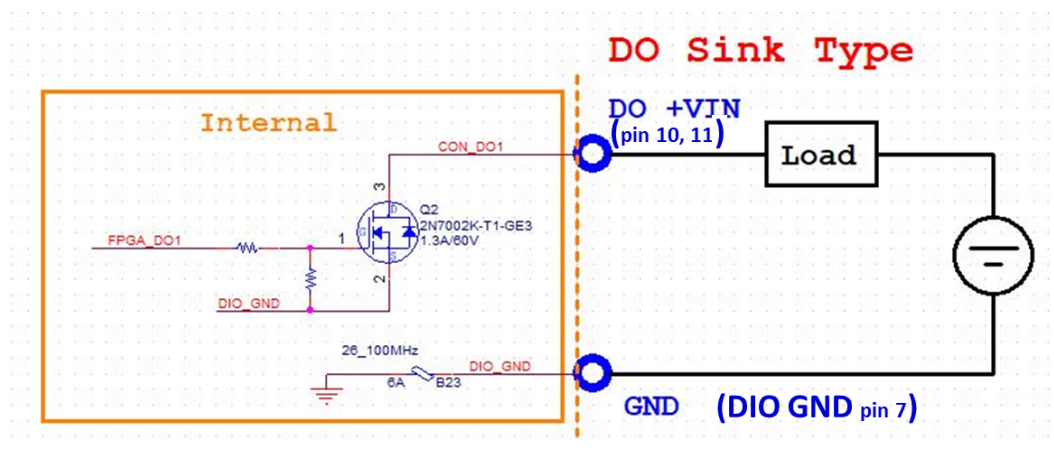 DO Sink Type
Internal
DO +VIN
(pin 10, 11)
CON_DO1
Load
3
D
Q2
2N7002K-T1-GE3
1.3A/60V
FPGA_DO1
1
G
S
2
DIO_GND
26_100MHz
DIO_GND
6A
B23
GND
(DIO GND pin 7)